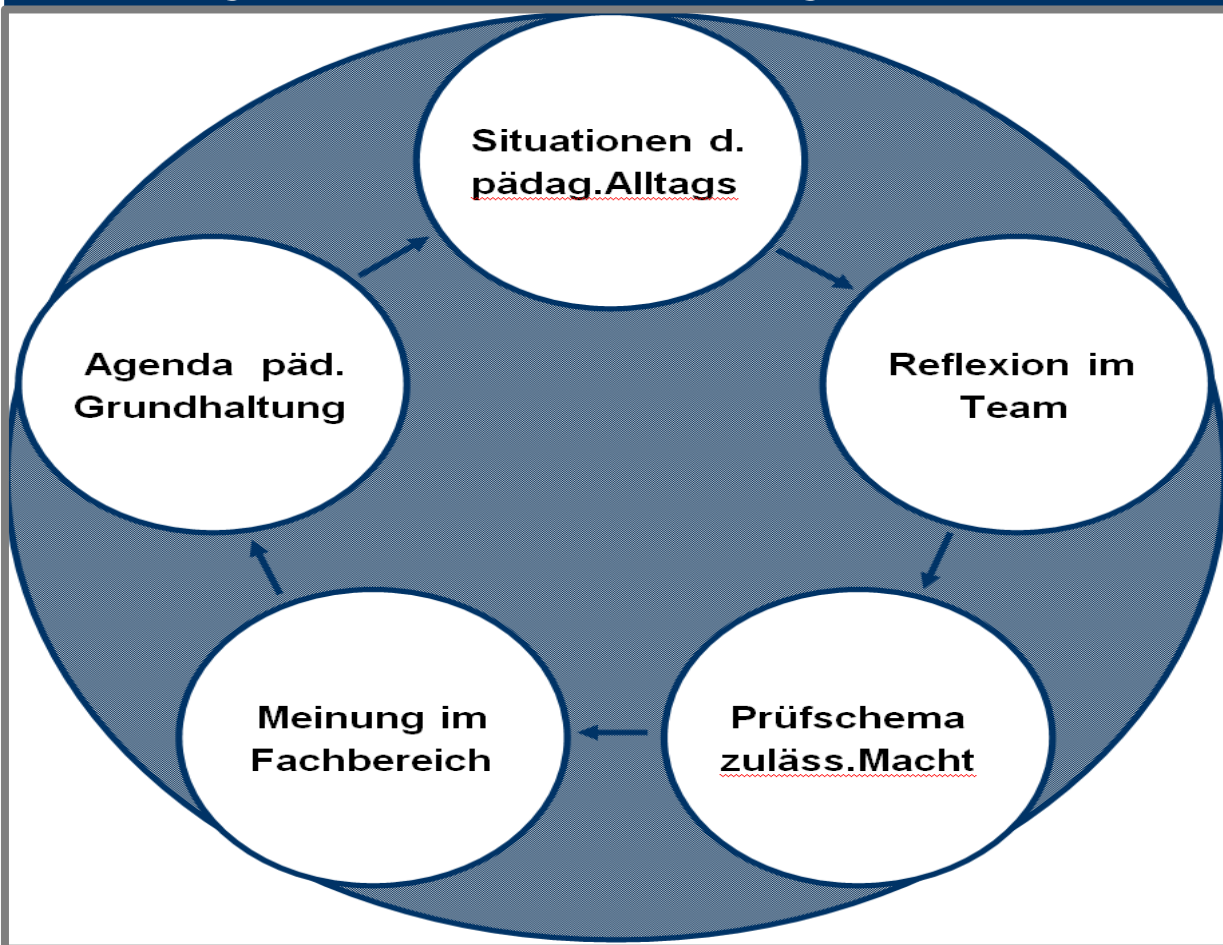 Situationen d.
pädag.Alltags
Reflexion im
Team
Prüfschema
zuläss.Macht
Meinung im
Fachbereich
Agenda päd.
Grundhaltung